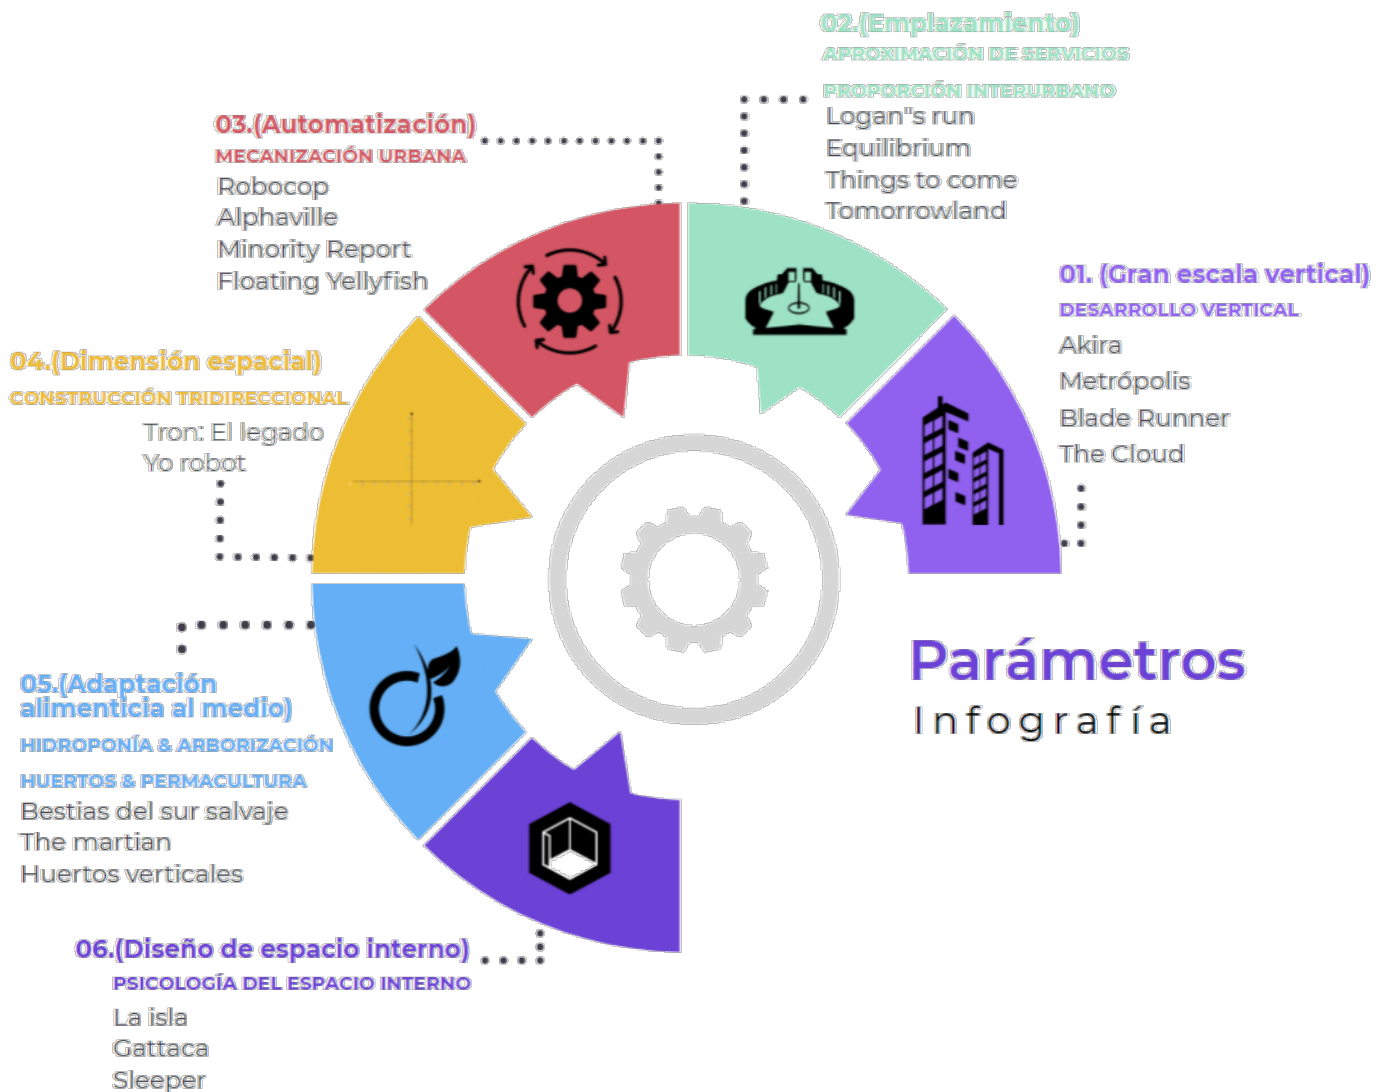 02.(Emplazamiento)
APROXIMACIÓN DE SERVICIOS
PROPORCIÓN INTERURBANO
Logan"s run
Equilibrium
Things to come
Tomorrowland
03.(Automatización)
MECANIZACIÓN URBANA
Robocop
Alphaville
Minority Report
Floating Yellyfish
01. (Gran escala vertical)
DESARROLLO VERTICAL
Akira
Metrópolis
Blade Runner
The Cloud
04.(Dimensión espacial)
CONSTRUCCIÓN TRIDIRECCIONAL
Tron: El legado
Yo robot
Parámetros
Infografía
05.(Adaptación
alimenticia al medio)
HIDROPONÍA & ARBORIZACIÓN
HUERTOS & PERMACULTURA
Bestias del sur salvaje
The martian
Huertos verticales
06.(Diseño de espacio interno)
PSICOLOGÍA DEL ESPACIO INTERNO
La isla
Gattaca
Sleeper